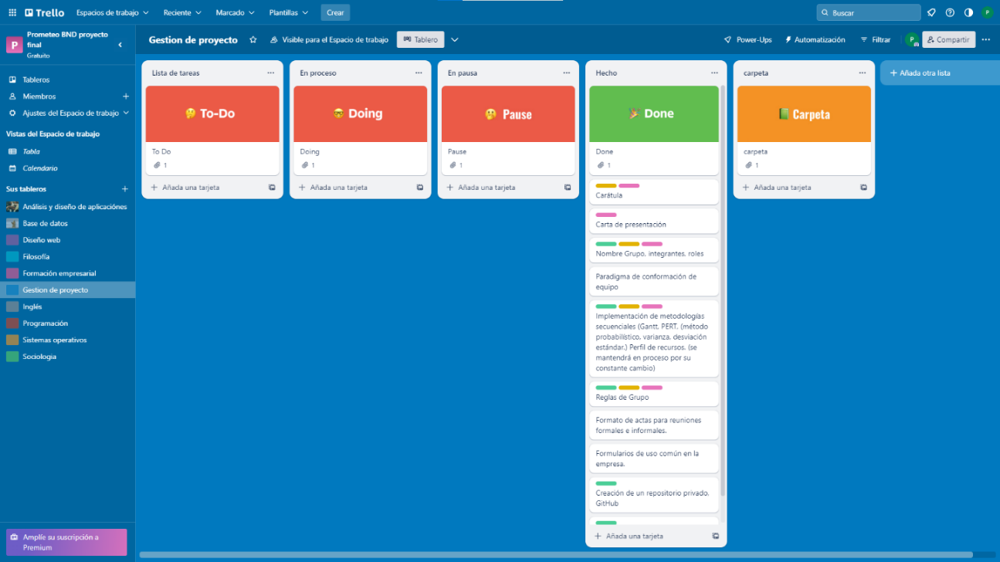 Trello Espacios de trabajo Reciente Marcado Plantillas Crear Buscar P
P Prometeo BND proyecto
final
Gratuito
Gestion de proyecto Visible para el Espacio de trabajo Tablero Power-Ups Automatización Filtrar P Compartir
Tableros
Miembros
Ajustes del Espacio de trabajo
Vistas del Espacio de trabajo
Tabla
Calendario
Sus tableros
Análisis y diseño de aplicaciónes
Base de datos
Diseño web
Filosofía
Formación empresarial
Gestion de proyecto
Inglés
Programación
Sistemas operativos
Sociologia
Amplíe su suscripción a
Premium
Lista de tareas
To-Do
To Do
1
Añada una tarjeta
En proceso
Doing
Doing
1
Añada una tarjeta
En pausa
Pause
Pause
1
Añada una tarjeta
Hecho
Done
Done
1
Carátula
Carta de presentación
Nombre Grupo, integrantes, roles
Paradigma de conformación de
equipo
Implementación de metodologías
secuenciales (Gantt, PERT, (método
probabilístico, varianza, desviación
estándar.) Perfil de recursos. (se
mantendrá en proceso por su
constante cambio)
Reglas de Grupo
Formato de actas para reuniones
formales e informales.
Formularios de uso común en la
empresa.
Creación de un repositorio privado,
GitHub
Añada una tarjeta
carpeta
Carpeta
carpeta
1
Añada una tarjeta
Añada otra lista